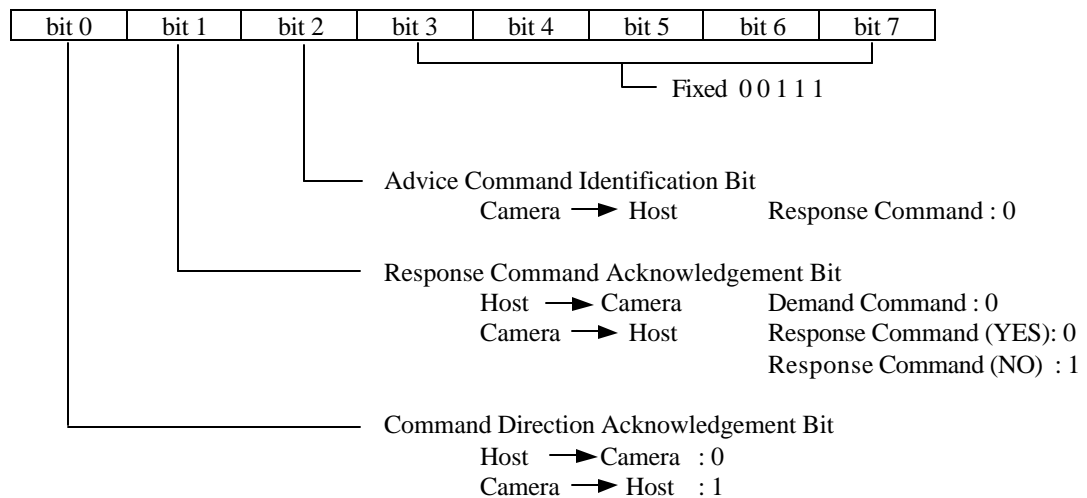 bit 0 bit 1 bit 2 bit 3 bit 4 bit 5 bit 6 bit 7
Fixed 0 0 1 1 1
Advice Command Identification Bit
Camera Host Response Command : 0
Response Command Acknowledgement Bit
Host Camera Demand Command : 0
Camera Host Response Command (YES): 0
Response Command (NO) : 1
Command Direction Acknowledgement Bit
Host Camera : 0
Camera Host : 1